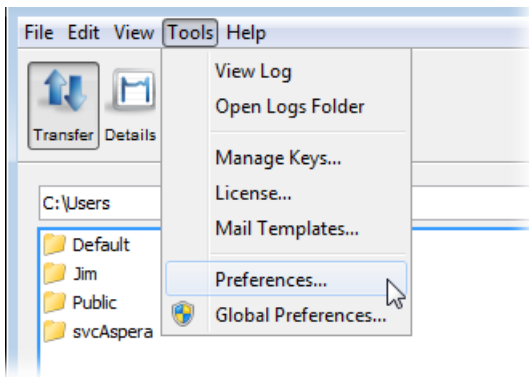 File Edit View Tools Help
View Log
Open Logs Folder
Transfer Details
Manage Keys...
License...
Mail Templates...
Preferences...
Global Preferences...
C:\Users
Default
Jim
Public
svcAspera